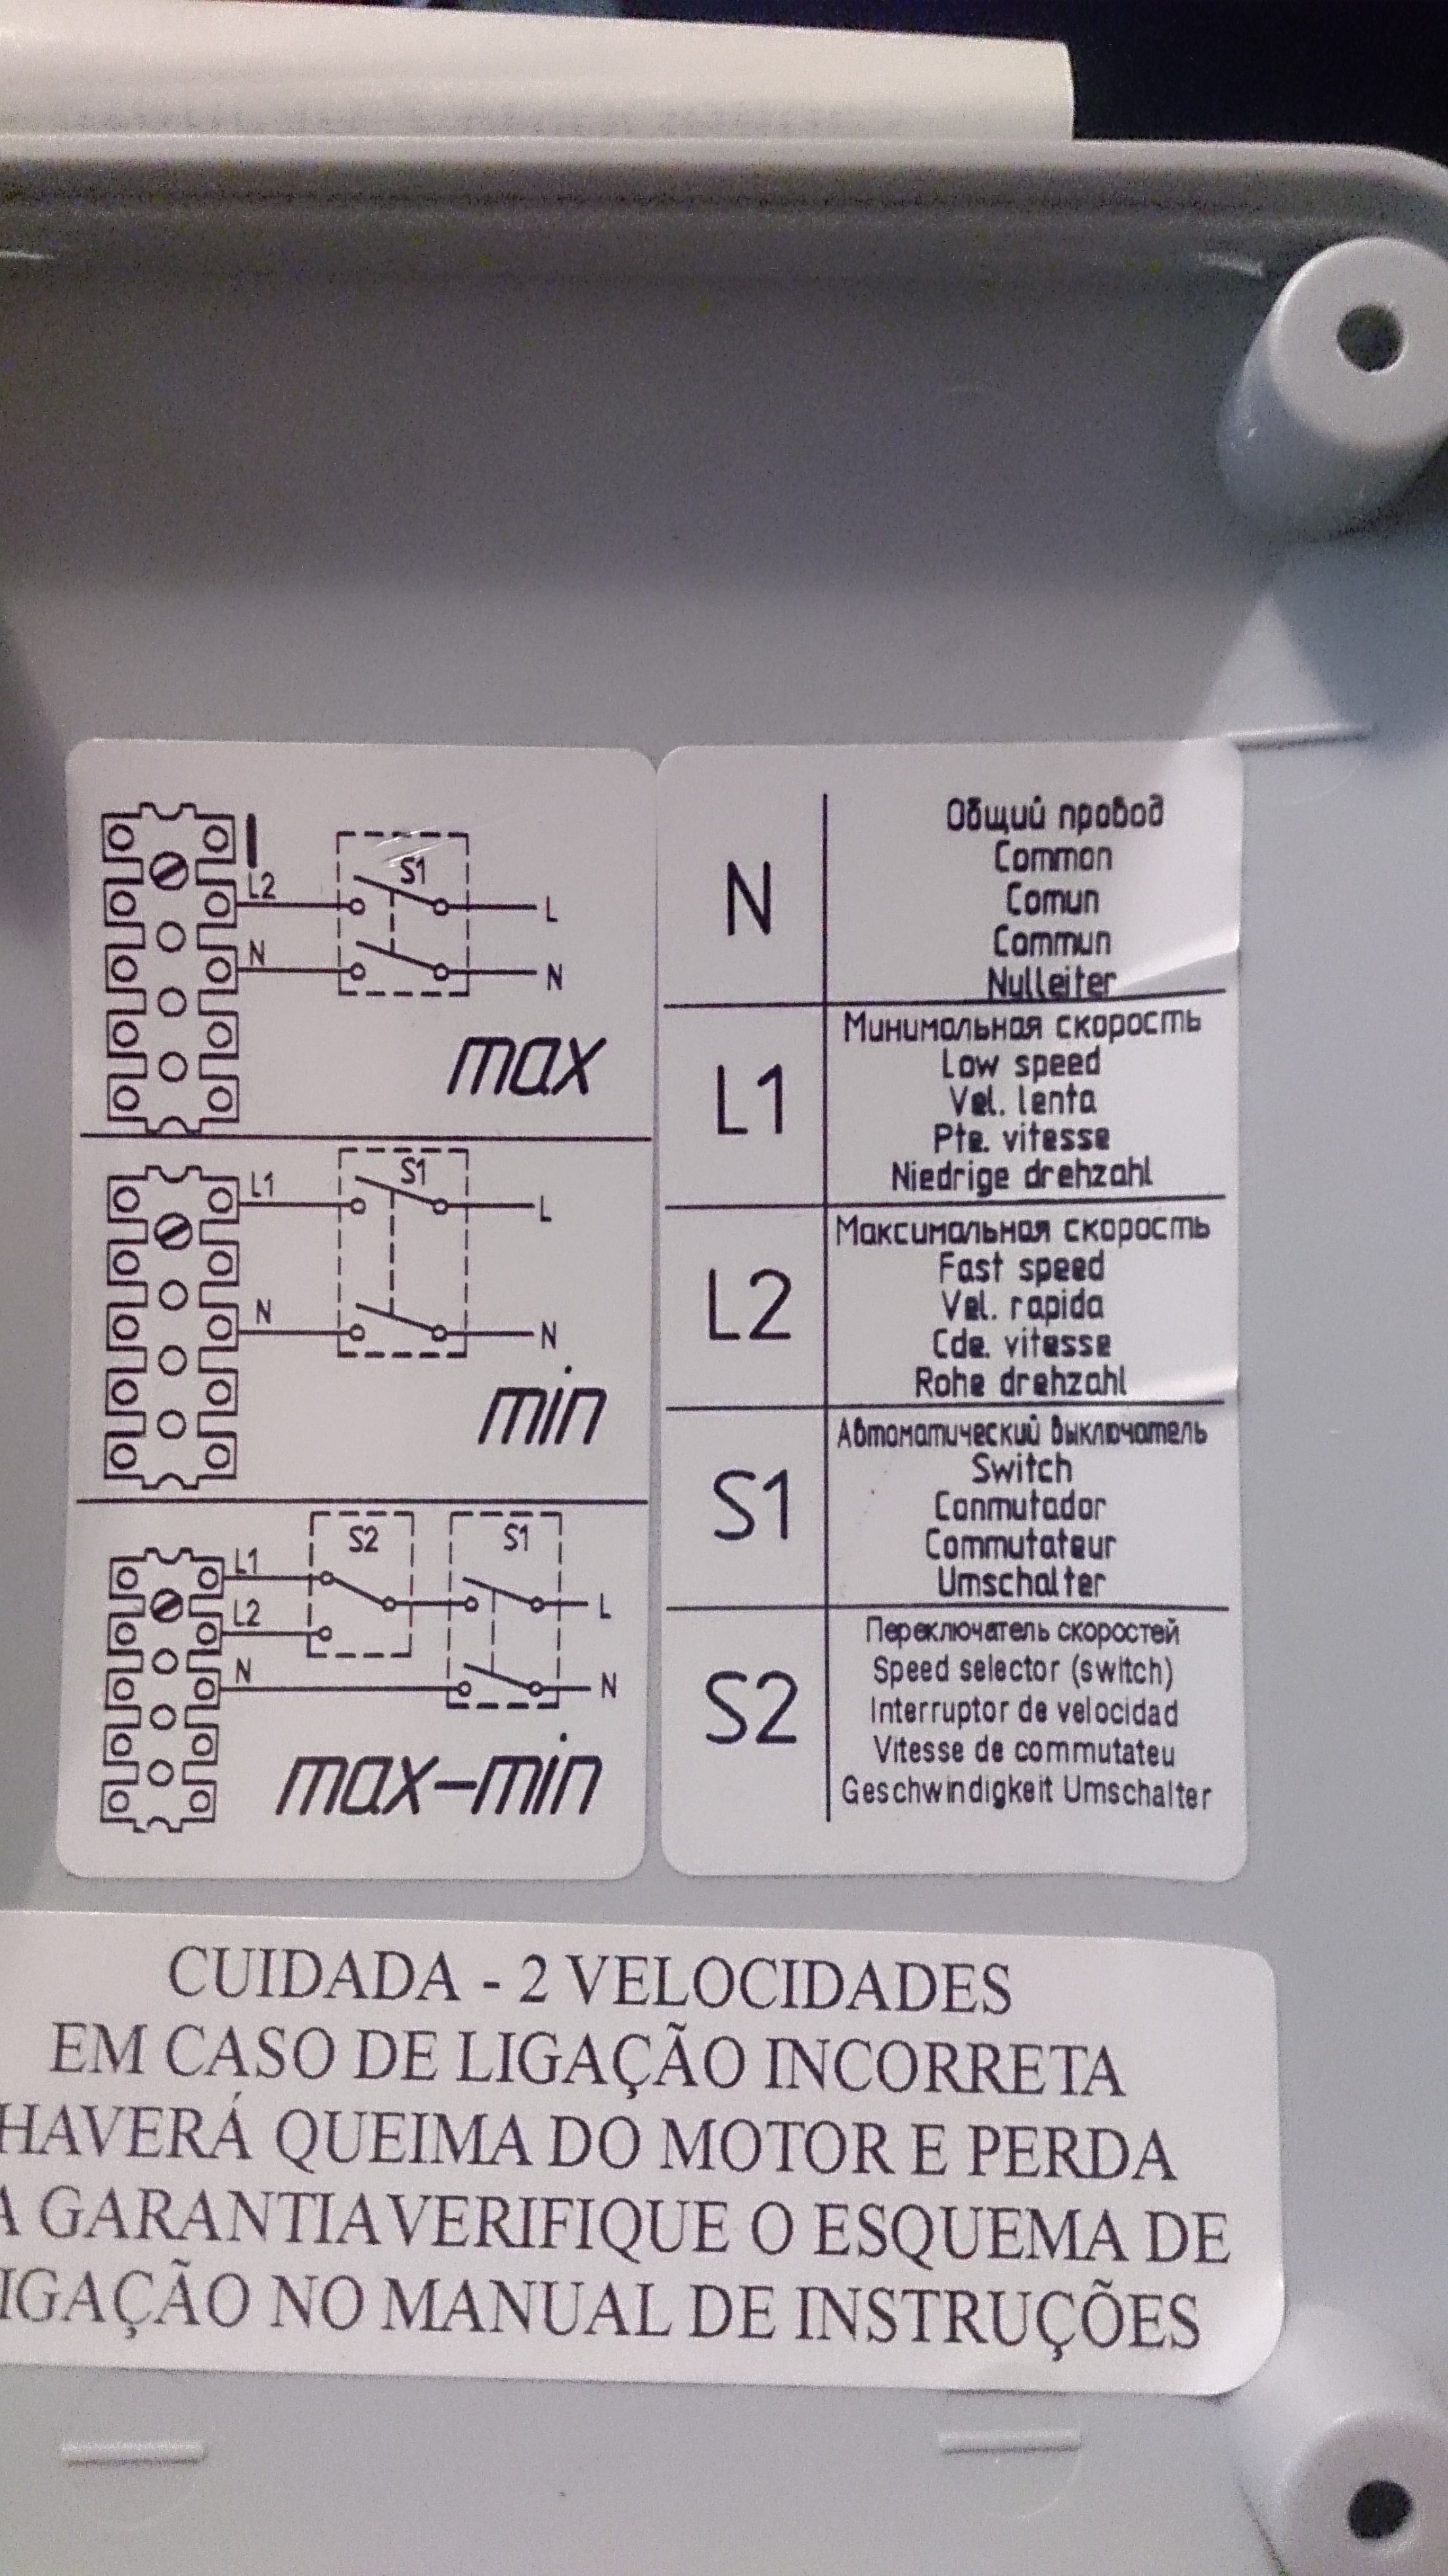 S1
L2
L
N
N
max
S1
L1
L
N
N
min
S2
S1
L1
L2
L
N
N
max-min
N
Общий провод
Common
Comun
Commun
Nulleiter
L1
Минимальная скорость
Low speed
Vel. lenta
Pte. vitesse
Niedrige drehzahl
L2
Максимальная скорость
Fast speed
Vel. rapida
Cde. vitesse
Rohe drehzahl
S1
Автоматический выключатель
Switch
Conmutador
Commutateur
Umschalter
S2
Переключатель скоростей
Speed selector (switch)
Interruptor de velocidad
Vitesse de commutateu
Geschwindigkeit Umschalter
CUIDADA - 2 VELOCIDADES
EM CASO DE LIGAÇÃO INCORRETA
HAVERÁ QUEIMA DO MOTOR E PERDA
A GARANTIA VERIFIQUE O ESQUEMA DE
IGAÇÃO NO MANUAL DE INSTRUÇÕES